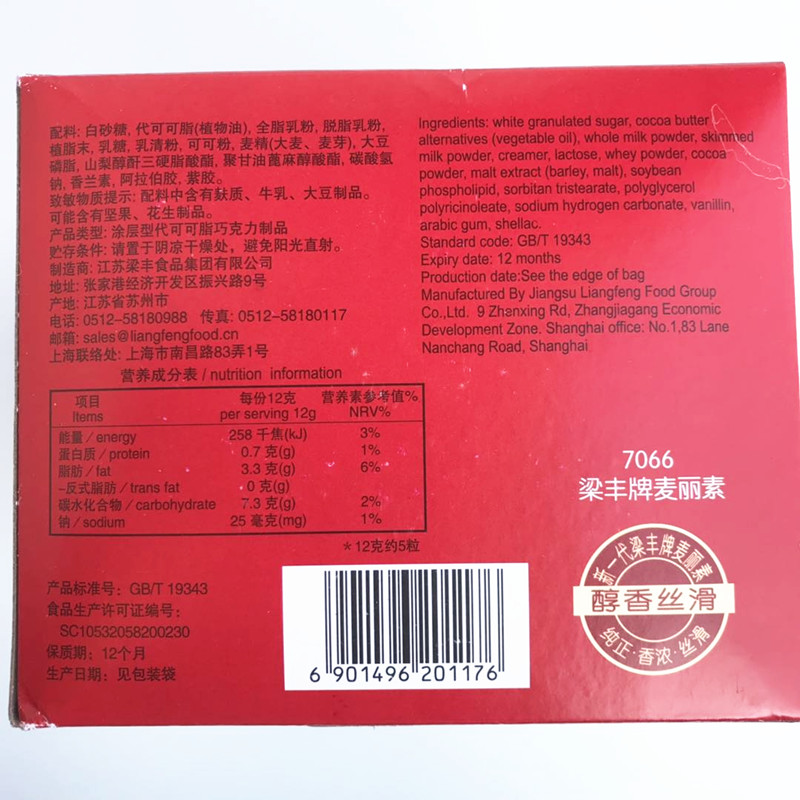 配料: 白砂糖, 代可可脂(植物油), 全脂乳粉, 脱脂乳粉,
植脂末, 乳糖, 乳清粉, 可可粉, 麦精(大麦、麦芽), 大豆
磷脂, 山梨醇酐三硬脂酸酯, 聚甘油蓖麻醇酸酯, 碳酸氢
钠, 香兰素, 阿拉伯胶, 紫胶。
致敏物质提示: 配料中含有麸质、牛乳、大豆制品。
可能含有坚果、花生制品。
产品类型: 涂层型代可可脂巧克力制品
贮存条件: 请置于阴凉干燥处，避免阳光直射。
制造商: 江苏梁丰食品集团有限公司
地址: 张家港经济开发区振兴路9号
产地: 江苏省苏州市
电话: 0512-58180988 传真: 0512-58180117
邮箱: sales@liangfengfood.cn
上海联络处: 上海市南昌路83弄1号
Ingredients: white granulated sugar, cocoa butter
alternatives (vegetable oil), whole milk powder, skimmed
milk powder, creamer, lactose, whey powder, cocoa
powder, malt extract (barley, malt), soybean
phospholipid, sorbitan tristearate, polyglycerol
polyricinoleate, sodium hydrogen carbonate, vanillin,
arabic gum, shellac.
Standard code: GB/T 19343
Expiry date: 12 months
Production date:See the edge of bag
Manufactured By Jiangsu Liangfeng Food Group
Co.,Ltd. 9 Zhanxing Rd, Zhangjiagang Economic
Development Zone. Shanghai office: No.1,83 Lane
Nanchang Road, Shanghai
营养成分表 / nutrition information
项目 每份12克 营养素参考值%
Items per serving 12g NRV%
能量 / energy 258 千焦(kJ) 3%
蛋白质 / protein 0.7 克(g) 1%
脂肪 / fat 3.3 克(g) 6%
-反式脂肪 / trans fat 0 克(g)
碳水化合物 / carbohydrate 7.3 克(g) 2%
钠 / sodium 25 毫克(mg) 1%
*12克约5粒
7066
梁丰牌麦丽素
新一代梁丰牌麦丽素
醇香丝滑
纯正·香浓·丝滑
产品标准号: GB/T 19343
食品生产许可证编号:
SC10532058200230
保质期: 12个月
生产日期: 见包装袋
6 901496 201176